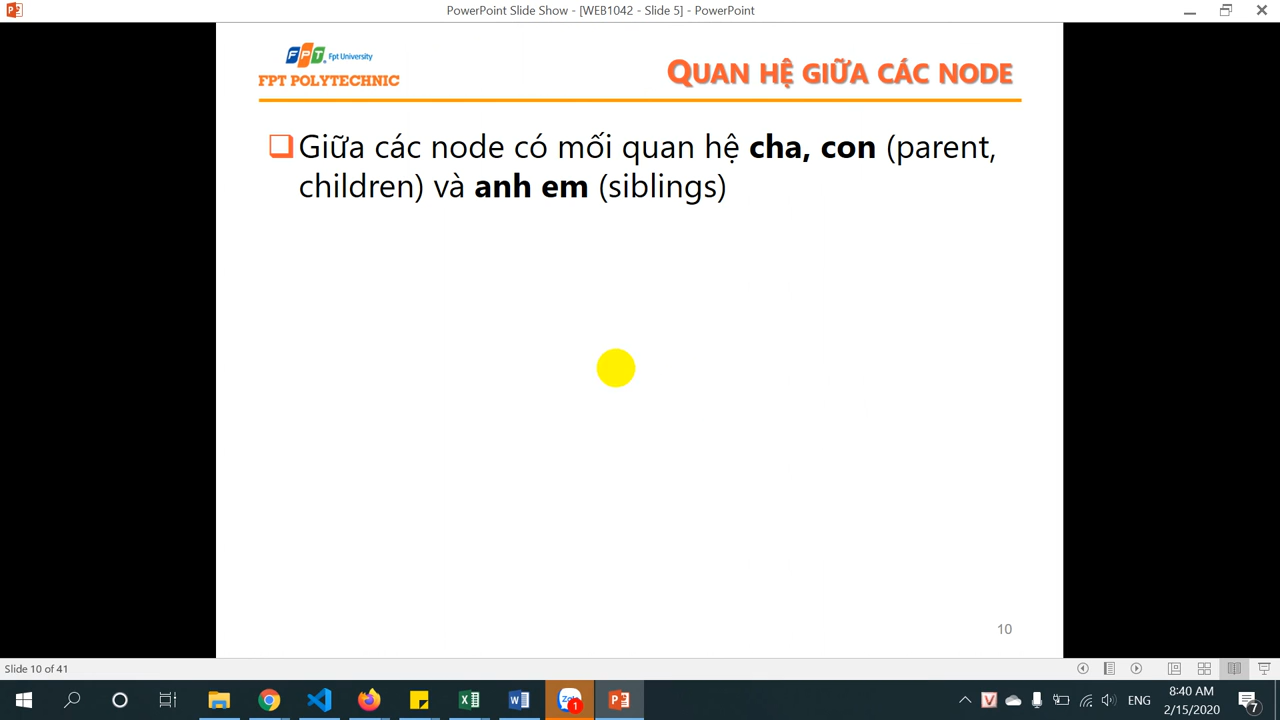 PowerPoint Slide Show - [WEB1042 - Slide 5] - PowerPoint
FPT Fpt University
FPT POLYTECHNIC
QUAN HỆ GIỮA CÁC NODE
Giữa các node có mối quan hệ cha, con (parent,
children) và anh em (siblings)
10
Slide 10 of 41
1
ENG
8:40 AM
2/15/2020
7